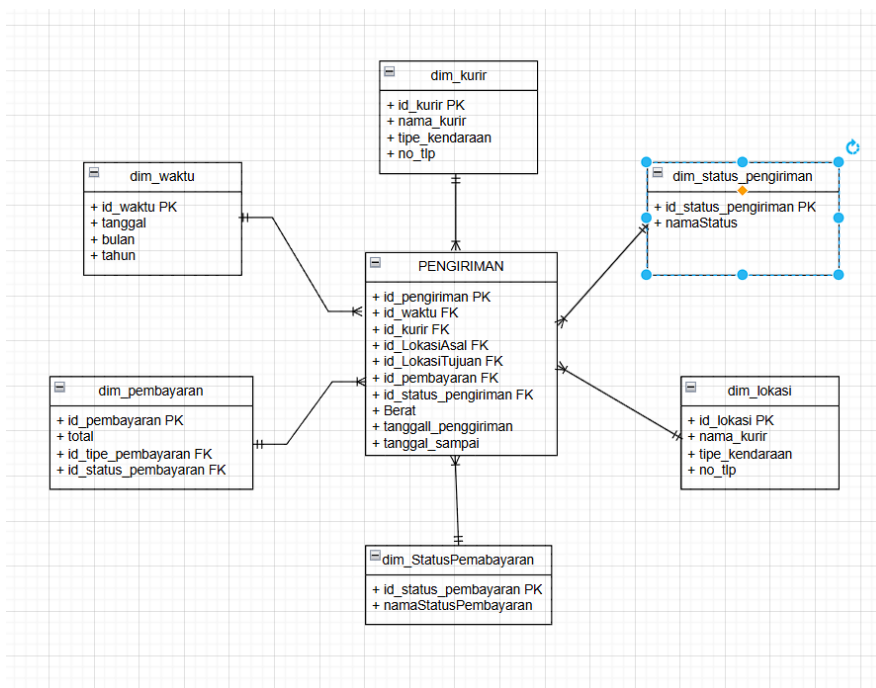 dim_kurir
+ id_kurir PK
+ nama_kurir
+ tipe_kendaraan
+ no_tlp
dim_waktu
+ id_waktu PK
+ tanggal
+ bulan
+ tahun
dim_status_pengiriman
+ id_status_pengiriman PK
+ namaStatus
PENGIRIMAN
+ id_pengiriman PK
+ id_waktu FK
+ id_kurir FK
+ id_LokasiAsal FK
+ id_LokasiTujuan FK
+ id_pembayaran FK
+ id_status_pengiriman FK
+ Berat
+ tanggall_penggiriman
+ tanggal_sampai
dim_pembayaran
+ id_pembayaran PK
+ total
+ id_tipe_pembayaran FK
+ id_status_pembayaran FK
dim_lokasi
+ id_lokasi PK
+ nama_kurir
+ tipe_kendaraan
+ no_tlp
dim_StatusPemabayaran
+ id_status_pembayaran PK
+ namaStatusPembayaran